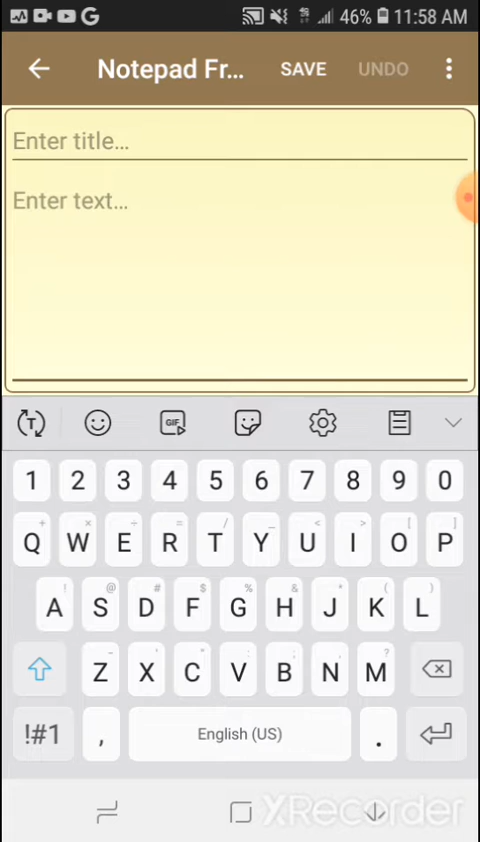 46% 11:58 AM
Notepad Fr... SAVE UNDO
Enter title...
Enter text...
GIF
1 2 3 4 5 6 7 8 9 0
+ × ÷ = / _ < > [ ]
Q W E R T Y U I O P
! @ # $ % ^ & * ( )
A S D F G H J K L
- ' " : ; , ?
Z X C V B N M
!#1 , English (US) .
XRecorder